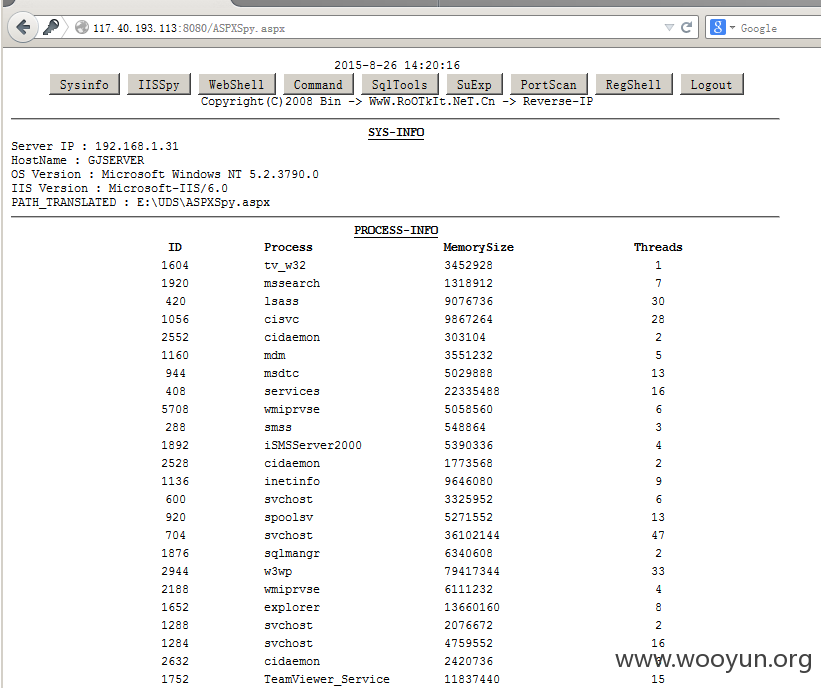 117.40.193.113:8080/ASPXSpy.aspx
Google
2015-8-26 14:20:16
Sysinfo IISSpy WebShell Command SqlTools SuExp PortScan RegShell Logout
Copyright(C)2008 Bin -> WwW.RoOTkIt.NeT.Cn -> Reverse-IP
SYS-INFO
Server IP : 192.168.1.31
HostName : GJSERVER
OS Version : Microsoft Windows NT 5.2.3790.0
IIS Version : Microsoft-IIS/6.0
PATH_TRANSLATED : E:\UDS\ASPXSpy.aspx
PROCESS-INFO
ID Process MemorySize Threads
1604 tv_w32 3452928 1
1920 mssearch 1318912 7
420 lsass 9076736 30
1056 cisvc 9867264 28
2552 cidaemon 303104 2
1160 mdm 3551232 5
944 msdtc 5029888 13
408 services 22335488 16
5708 wmiprvse 5058560 6
288 smss 548864 3
1892 iSMSServer2000 5390336 4
2528 cidaemon 1773568 2
1136 inetinfo 9646080 9
600 svchost 3325952 6
920 spoolsv 5271552 13
704 svchost 36102144 47
1876 sqlmangr 6340608 2
2944 w3wp 79417344 33
2188 wmiprvse 6111232 4
1652 explorer 13660160 8
1288 svchost 2076672 2
1284 svchost 4759552 16
2632 cidaemon 2420736
www.wooyun.org
1752 TeamViewer_Service 11837440 15